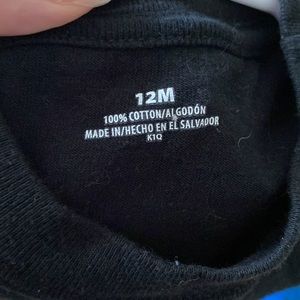 12M
100% COTTON/ALGODÓN
MADE IN/HECHO EN EL SALVADOR
K1Q